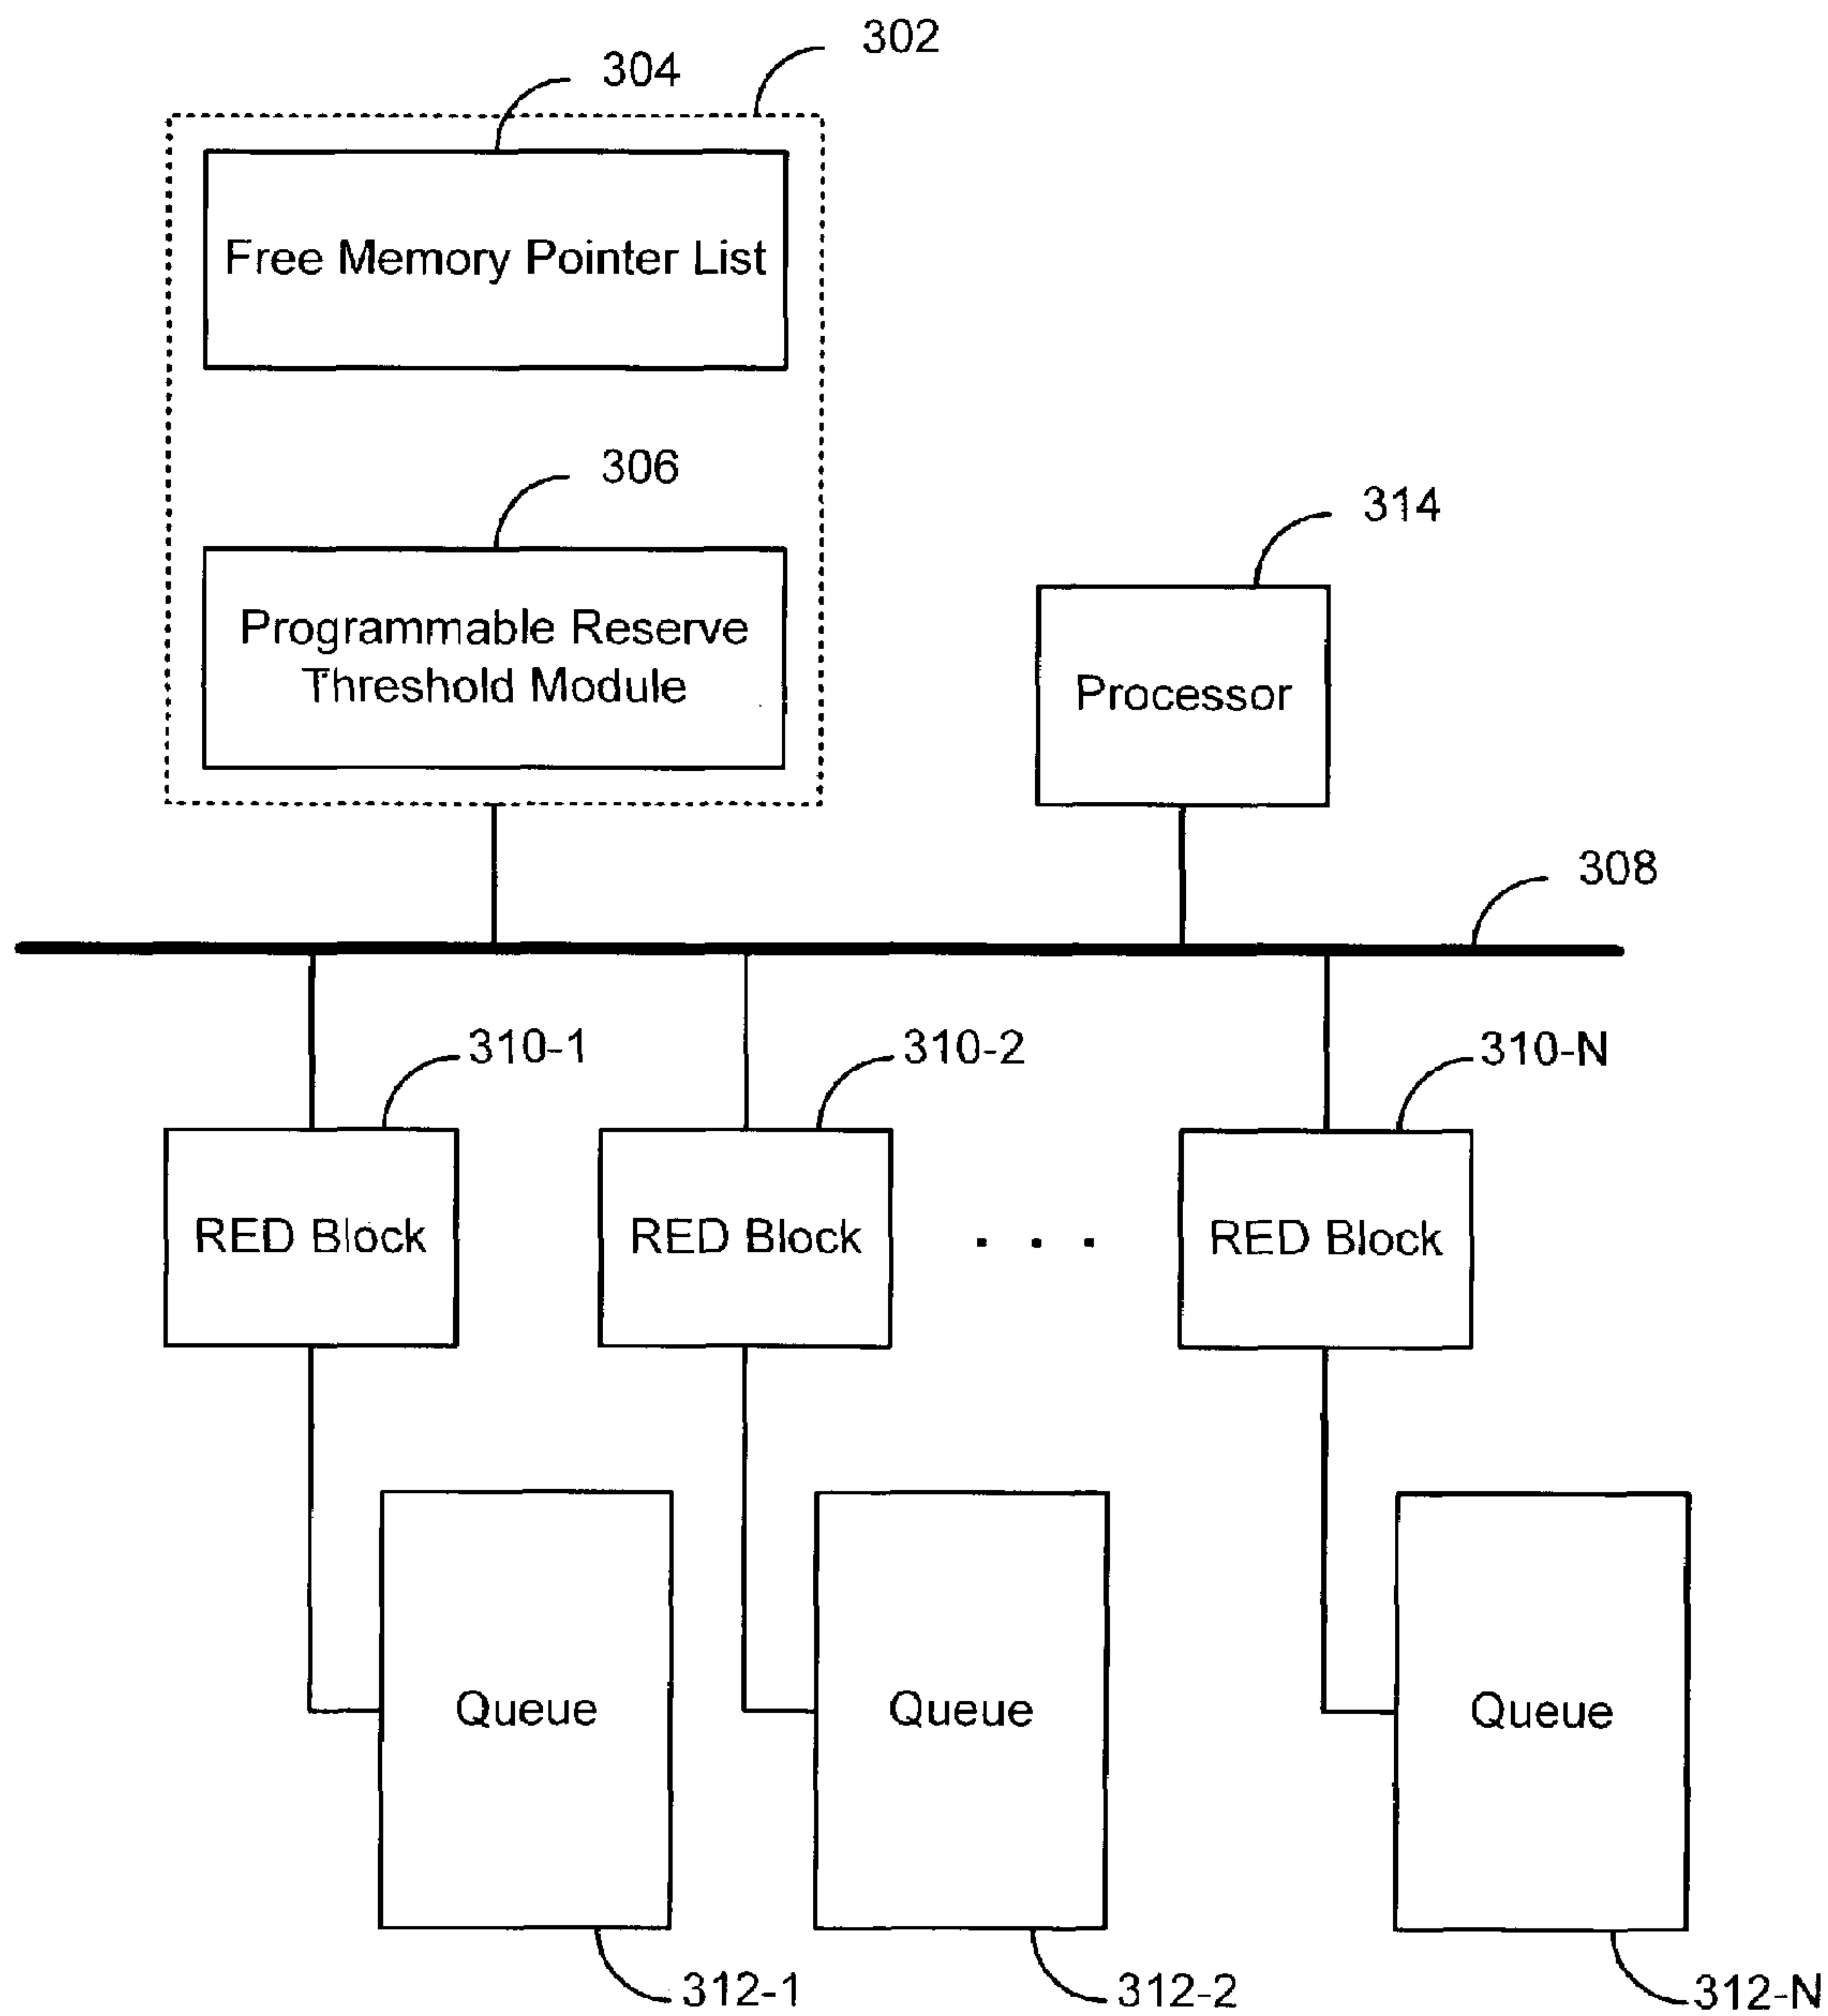 302
304
Free Memory Pointer List
306
Programmable Reserve
Threshold Module
314
Processor
308
310-1
310-2
310-N
RED Block
RED Block
. . .
RED Block
Queue
Queue
Queue
312-1
312-2
312-N